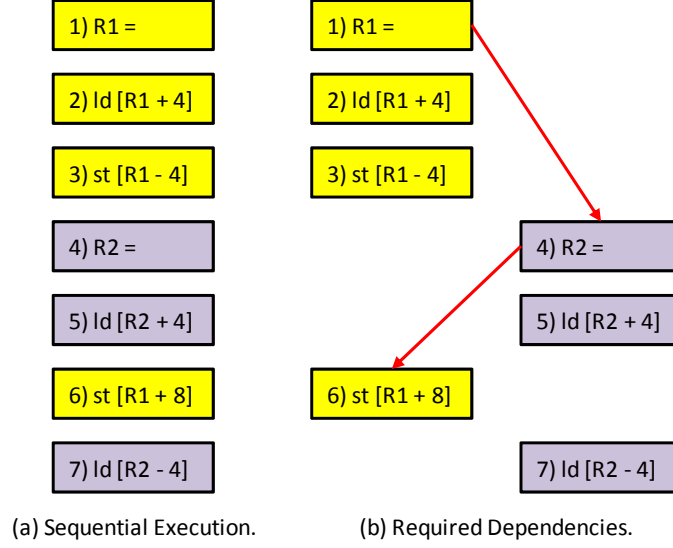 1) R1 =
2) ld [R1 + 4]
3) st [R1 - 4]
4) R2 =
5) ld [R2 + 4]
6) st [R1 + 8]
7) ld [R2 - 4]
(a) Sequential Execution.
1) R1 =
2) ld [R1 + 4]
3) st [R1 - 4]
4) R2 =
5) ld [R2 + 4]
6) st [R1 + 8]
7) ld [R2 - 4]
(b) Required Dependencies.